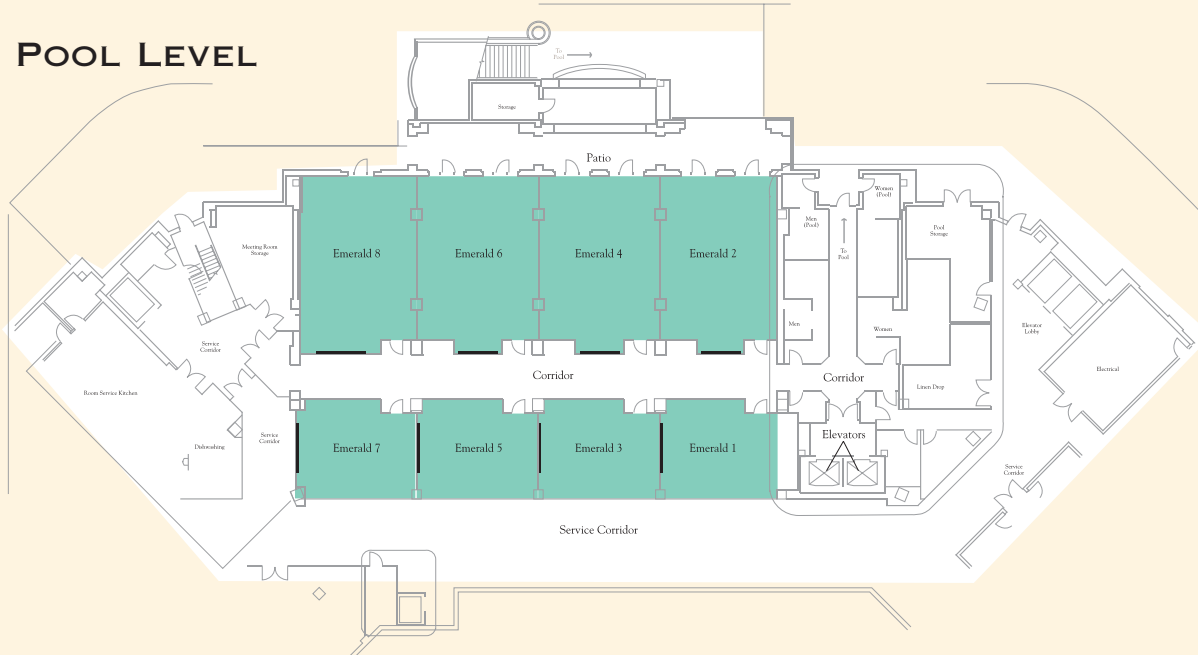 POOL LEVEL
To
Pool
Storage
Patio
Women
(Pool)
Men
(Pool)
Pool
Storage
To
Pool
Meeting Room
Storage
Emerald 8
Emerald 6
Emerald 4
Emerald 2
Men
Women
Elevator
Lobby
Service
Corridor
Corridor
Corridor
Electrical
Room Service Kitchen
Linen Drop
Dishwashing
Service
Corridor
Emerald 7
Emerald 5
Emerald 3
Emerald 1
Elevators
Service
Corridor
Service Corridor